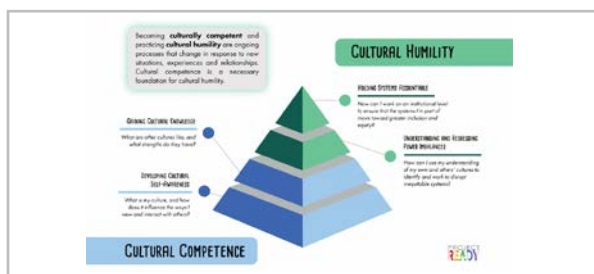 Becoming culturally competent and
practicing cultural humility are ongoing
processes that change in response to new
situations, experiences and relationships.
Cultural competence is a necessary
foundation for cultural humility.
CULTURAL HUMILITY
HOLDING SYSTEMS ACCOUNTABLE
How can I work on an institutional level
to ensure that the systems I'm part of
move toward greater inclusion and
equity?
GAINING CULTURAL KNOWLEDGE
What are other cultures like, and
what strengths do they have?
UNDERSTANDING AND REDRESSING
POWER IMBALANCES
How can I use my understanding
of my own and others' cultures to
identify and work to disrupt
inequitable systems?
DEVELOPING CULTURAL
SELF-AWARENESS
What is my culture, and how
does it influence the ways I
view and interact with others?
CULTURAL COMPETENCE
PROJECT
READY